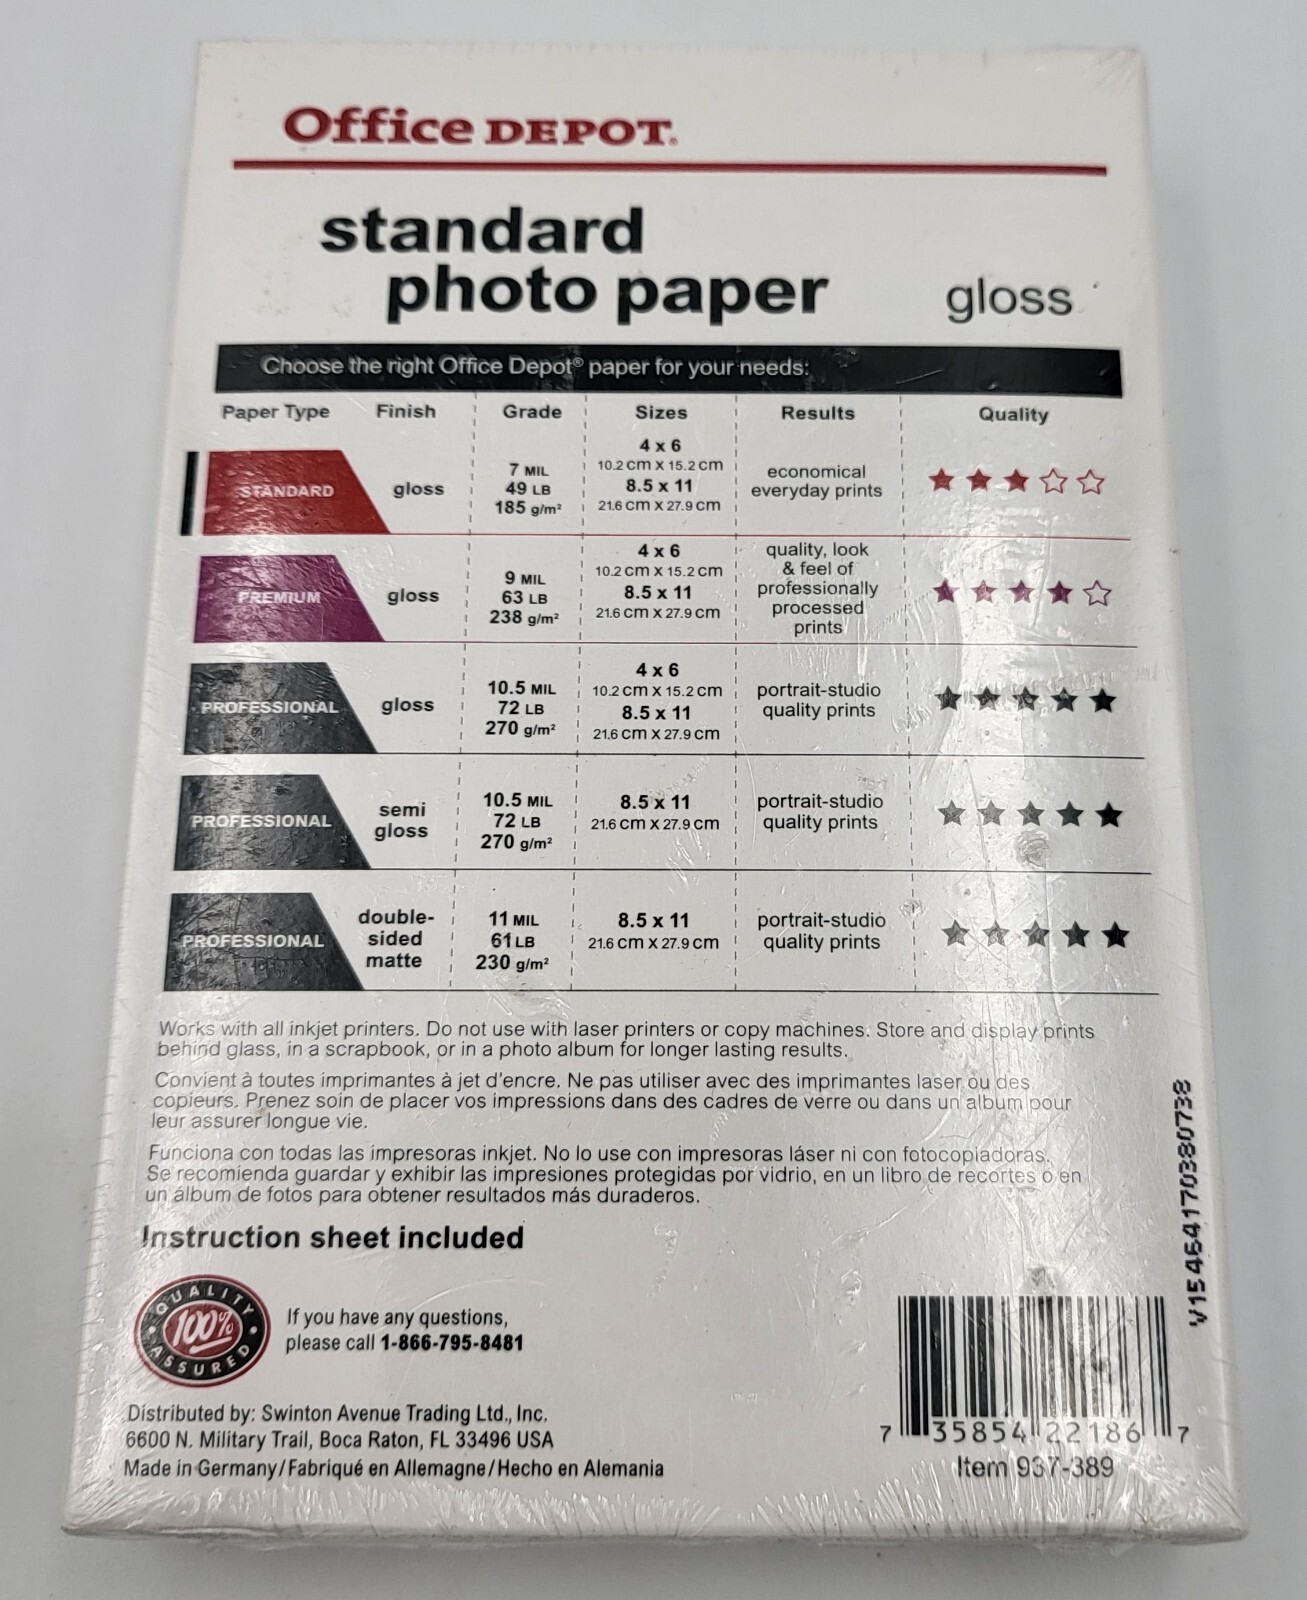 Office DEPOT.
standard
photo paper
gloss
Choose the right Office Depot® paper for your needs:
Paper Type Finish Grade Sizes Results Quality
STANDARD
gloss
7 MIL
49 LB
185 g/m²
4 x 6
10.2 cm x 15.2 cm
8.5 x 11
21.6 cm x 27.9 cm
economical
everyday prints
PREMIUM
gloss
9 MIL
63 LB
238 g/m²
4 x 6
10.2 cm x 15.2 cm
8.5 x 11
21.6 cm x 27.9 cm
quality, look
& feel of
professionally
processed
prints
PROFESSIONAL
gloss
10.5 MIL
72 LB
270 g/m²
4 x 6
10.2 cm x 15.2 cm
8.5 x 11
21.6 cm x 27.9 cm
portrait-studio
quality prints
PROFESSIONAL
semi
gloss
10.5 MIL
72 LB
270 g/m²
8.5 x 11
21.6 cm x 27.9 cm
portrait-studio
quality prints
PROFESSIONAL
double-
sided
matte
11 MIL
61 LB
230 g/m²
8.5 x 11
21.6 cm x 27.9 cm
portrait-studio
quality prints
Works with all inkjet printers. Do not use with laser printers or copy machines. Store and display prints
behind glass, in a scrapbook, or in a photo album for longer lasting results.
Convient à toutes imprimantes à jet d'encre. Ne pas utiliser avec des imprimantes laser ou des
copieurs. Prenez soin de placer vos impressions dans des cadres de verre ou dans un album pour
leur assurer longue vie.
Funciona con todas las impresoras inkjet. No lo use con impresoras láser ni con fotocopiadoras.
Se recomienda guardar y exhibir las impresiones protegidas por vidrio, en un libro de recortes o en
un álbum de fotos para obtener resultados más duraderos.
Instruction sheet included
QUALITY
100%
ASSURED
If you have any questions,
please call 1-866-795-8481
Distributed by: Swinton Avenue Trading Ltd., Inc.
6600 N. Military Trail, Boca Raton, FL 33496 USA
Made in Germany/Fabriqué en Allemagne/Hecho en Alemania
V15464170380738
7 35854 22186 7
Item 937-389